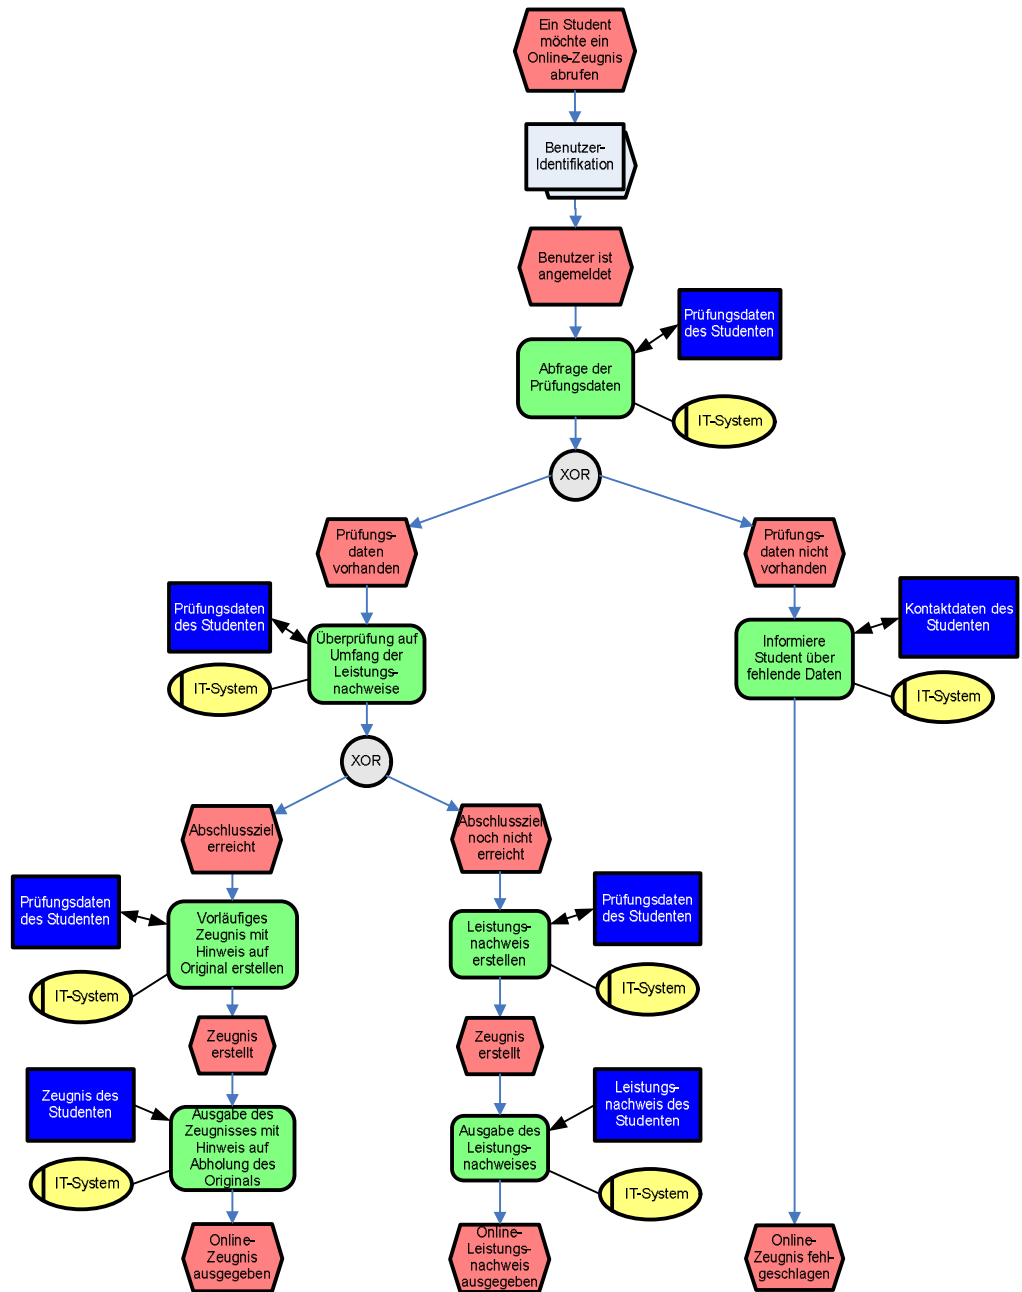 Ein Student
möchte ein
Online-Zeugnis
abrufen
Benutzer-
Identifikation
Benutzer ist
angemeldet
Prüfungsdaten
des Studenten
Abfrage der
Prüfungsdaten
IT-System
XOR
Prüfungs-
daten
vorhanden
Prüfungs-
daten nicht
vorhanden
Prüfungsdaten
des Studenten
Überprüfung auf
Umfang der
Leistungs-
nachweise
IT-System
Kontaktdaten des
Studenten
Informiere
Student über
fehlende Daten
IT-System
XOR
Abschlussziel
erreicht
Abschlussziel
noch nicht
erreicht
Prüfungsdaten
des Studenten
Vorläufiges
Zeugnis mit
Hinweis auf
Original erstellen
IT-System
Leistungs-
nachweis
erstellen
Prüfungsdaten
des Studenten
IT-System
Zeugnis
erstellt
Zeugnis
erstellt
Zeugnis des
Studenten
Ausgabe des
Zeugnisses mit
Hinweis auf
Abholung des
Originals
IT-System
Leistungs-
nachweis des
Studenten
Ausgabe des
Leistungs-
nachweises
IT-System
Online-
Zeugnis
ausgegeben
Online-
Leistungs-
nachweis
ausgegeben
Online-
Zeugnis fehl-
geschlagen